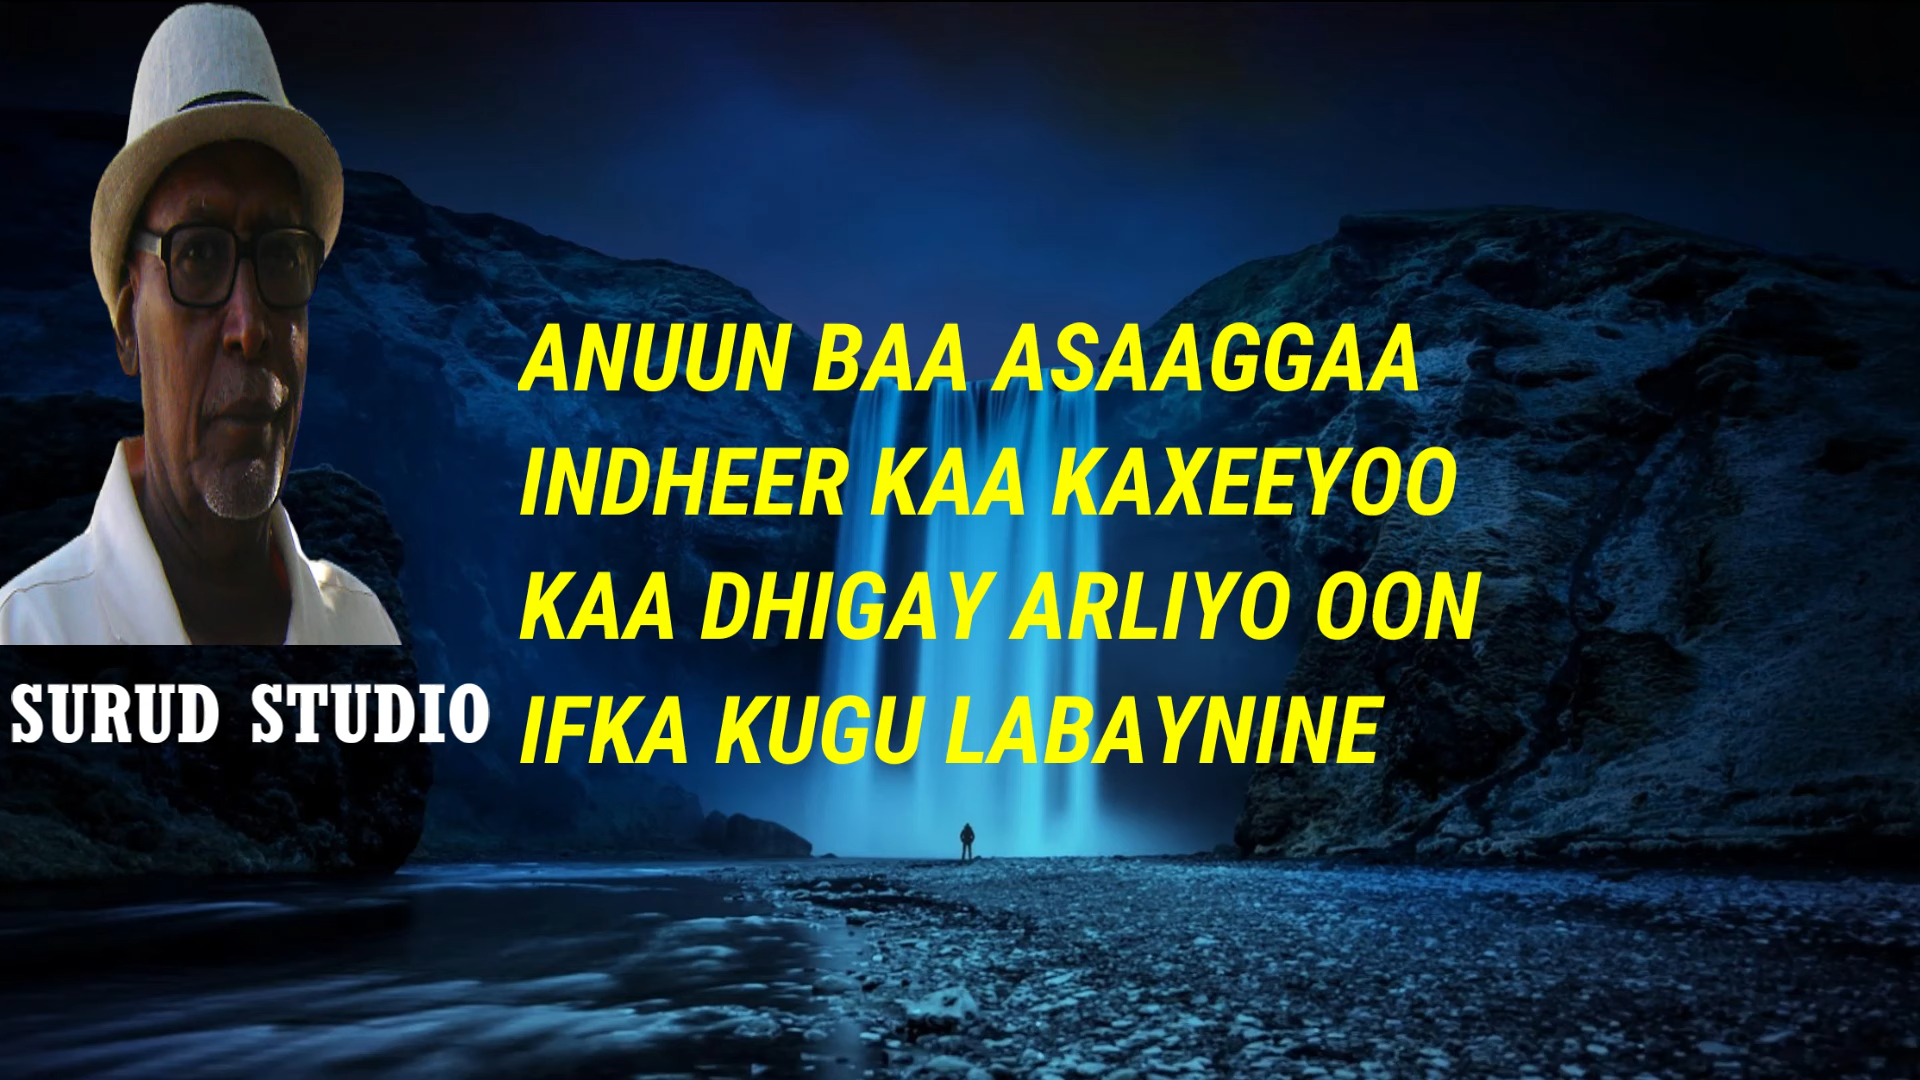 ANUUN BAA ASAAGGAA
INDHEER KAA KAXEEYOO
KAA DHIGAY ARLIYO OON
IFKA KUGU LABAYNINE
SURUD STUDIO